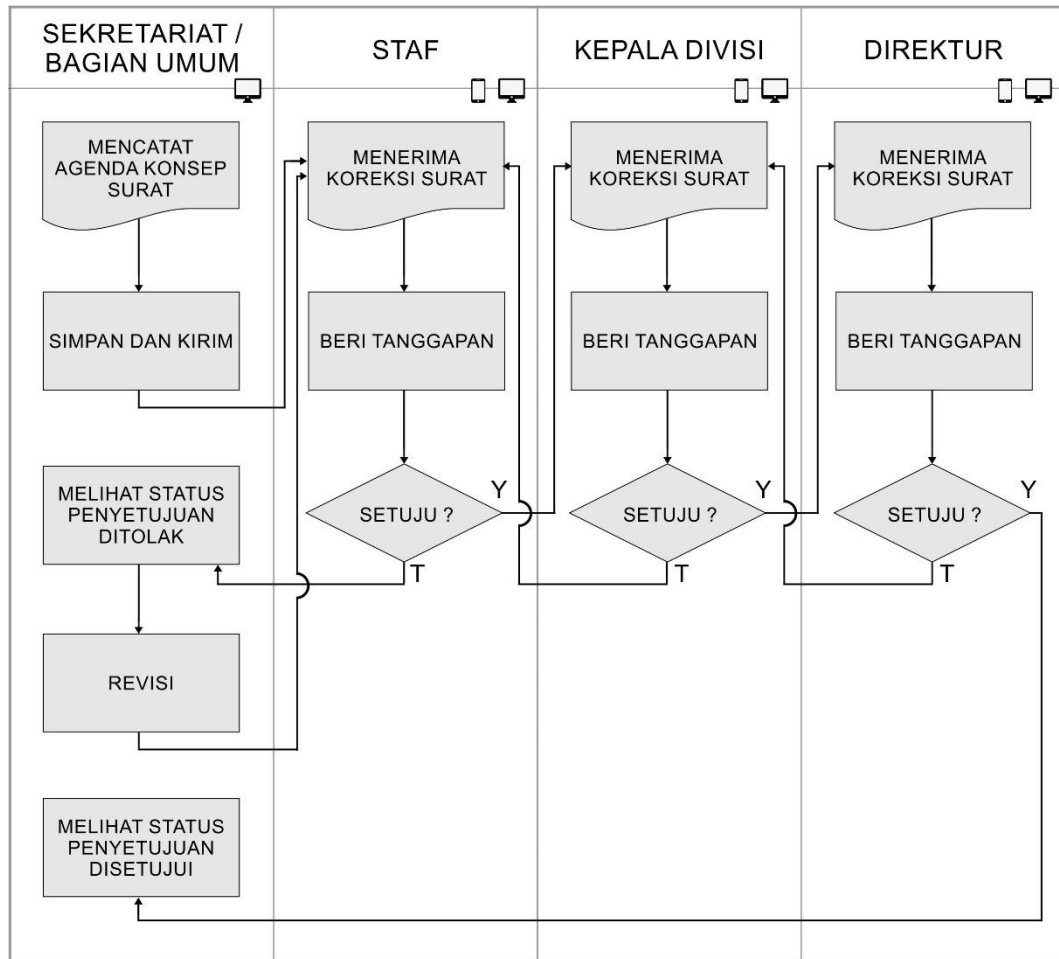 SEKRETARIAT /
BAGIAN UMUM
STAF
KEPALA DIVISI
DIREKTUR
MENCATAT
AGENDA KONSEP
SURAT
MENERIMA
KOREKSI SURAT
MENERIMA
KOREKSI SURAT
MENERIMA
KOREKSI SURAT
SIMPAN DAN KIRIM
BERI TANGGAPAN
BERI TANGGAPAN
BERI TANGGAPAN
MELIHAT STATUS
PENYETUJUAN
DITOLAK
SETUJU ?
Y
T
SETUJU ?
Y
T
SETUJU ?
Y
T
REVISI
MELIHAT STATUS
PENYETUJUAN
DISETUJUI